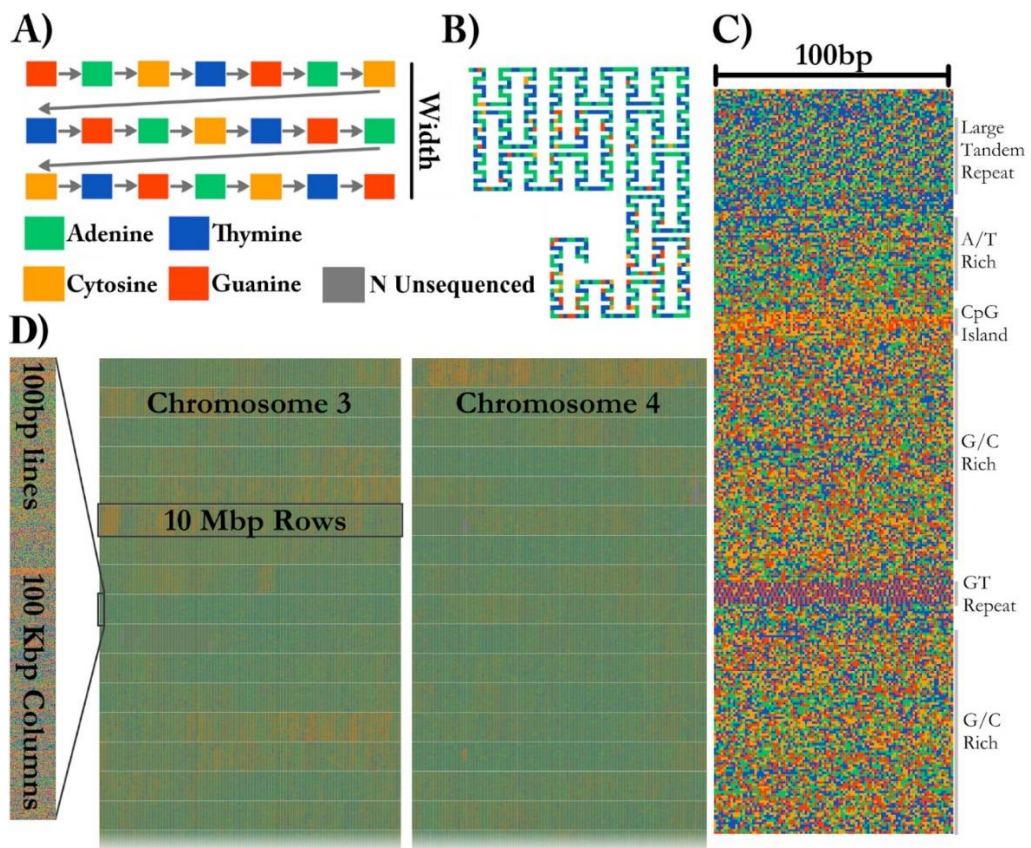 A)
Width
Adenine
Thymine
Cytosine
Guanine
N Unsequenced
B)
C)
100bp
Large
Tandem
Repeat
A/T
Rich
CpG
Island
G/C
Rich
GT
Repeat
G/C
Rich
D)
100bp lines
100 Kbp Columns
Chromosome 3
10 Mbp Rows
Chromosome 4